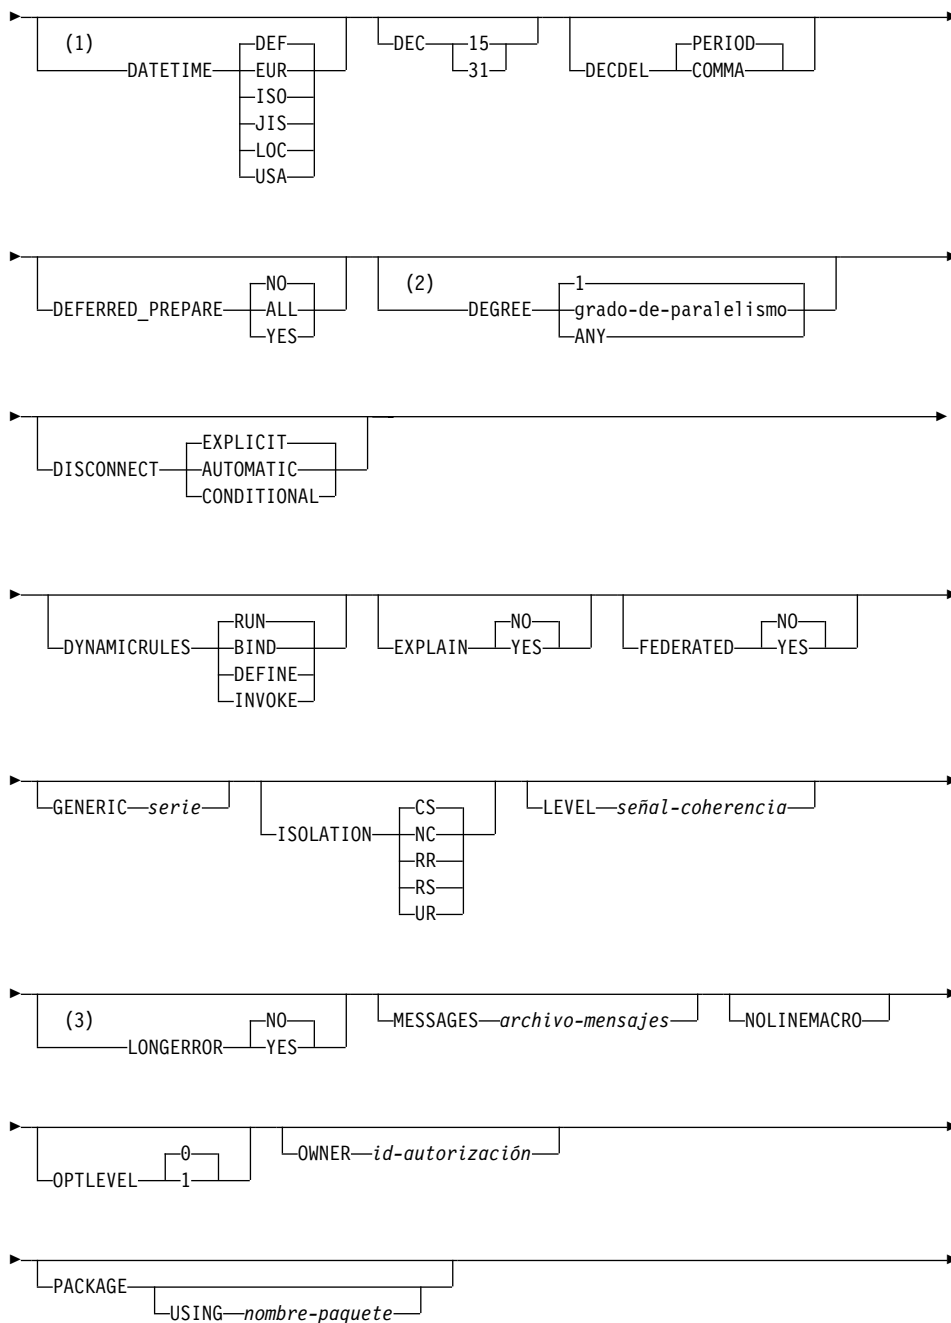 (1)
DATETIME
DEF
EUR
ISO
JIS
LOC
USA
DEC
15
31
DECDEL
PERIOD
COMMA
DEFERRED_PREPARE
NO
ALL
YES
(2)
DEGREE
1
grado-de-paralelismo
ANY
DISCONNECT
EXPLICIT
AUTOMATIC
CONDITIONAL
DYNAMICRULES
RUN
BIND
DEFINE
INVOKE
EXPLAIN
NO
YES
FEDERATED
NO
YES
GENERIC serie
ISOLATION
CS
NC
RR
RS
UR
LEVEL señal-coherencia
(3)
LONGERROR
NO
YES
MESSAGES archivo-mensajes
NOLINEMACRO
OPTLEVEL
0
1
OWNER id-autorización
PACKAGE
USING nombre-paquete